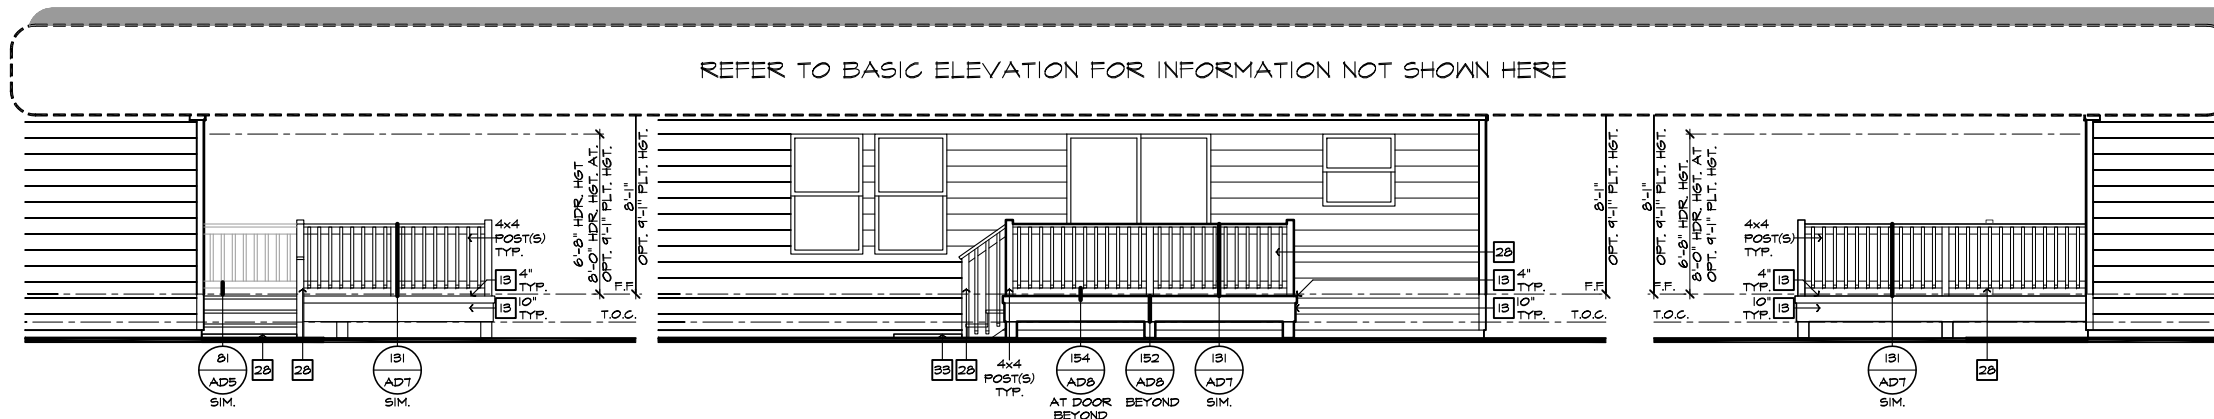 REFER TO BASIC ELEVATION FOR INFORMATION NOT SHOWN HERE
6'-8" HDR. HGT
8'-0" HDR. HGT. AT.
OPT. 9'-1" PLT. HGT.
8'-1"
OPT. 9'-1" PLT. HGT.
4x4
POST(S)
TYP.
13 4"
TYP.
13 10"
TYP.
F.F.
T.O.C.
81
AD5
SIM.
28
28
131
AD7
SIM.
28
13 4"
TYP.
13 10"
TYP.
8'-1"
OPT. 9'-1" PLT. HGT.
F.F.
T.O.C.
33
28
4x4
POST(S)
TYP.
154
AD8
AT DOOR
BEYOND
152
AD8
BEYOND
131
AD7
SIM.
8'-1"
OPT. 9'-1" PLT. HGT.
6'-8" HDR. HGT.
8'-0" HDR. HGT. AT
OPT. 9'-1" PLT. HGT.
F.F.
T.O.C.
4x4
POST(S)
TYP.
4" 13
TYP.
10" 13
TYP.
131
AD7
SIM.
28